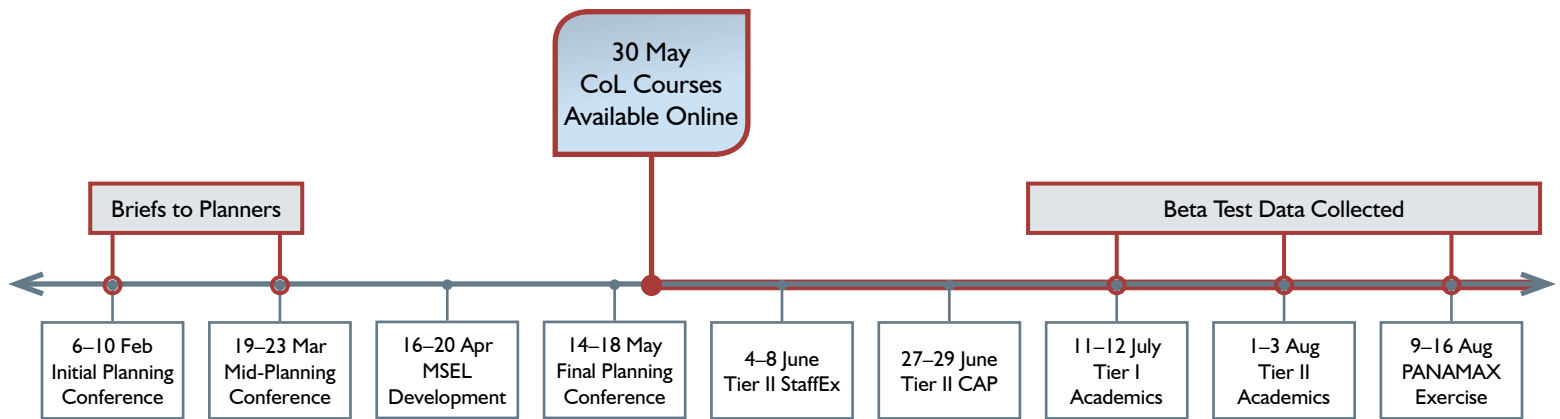 30 May
CoL Courses
Available Online
Briefs to Planners
Beta Test Data Collected
6–10 Feb
Initial Planning
Conference
19–23 Mar
Mid-Planning
Conference
16–20 Apr
MSEL
Development
14–18 May
Final Planning
Conference
4–8 June
Tier II StaffEx
27–29 June
Tier II CAP
11–12 July
Tier I
Academics
1–3 Aug
Tier II
Academics
9–16 Aug
PANAMAX
Exercise